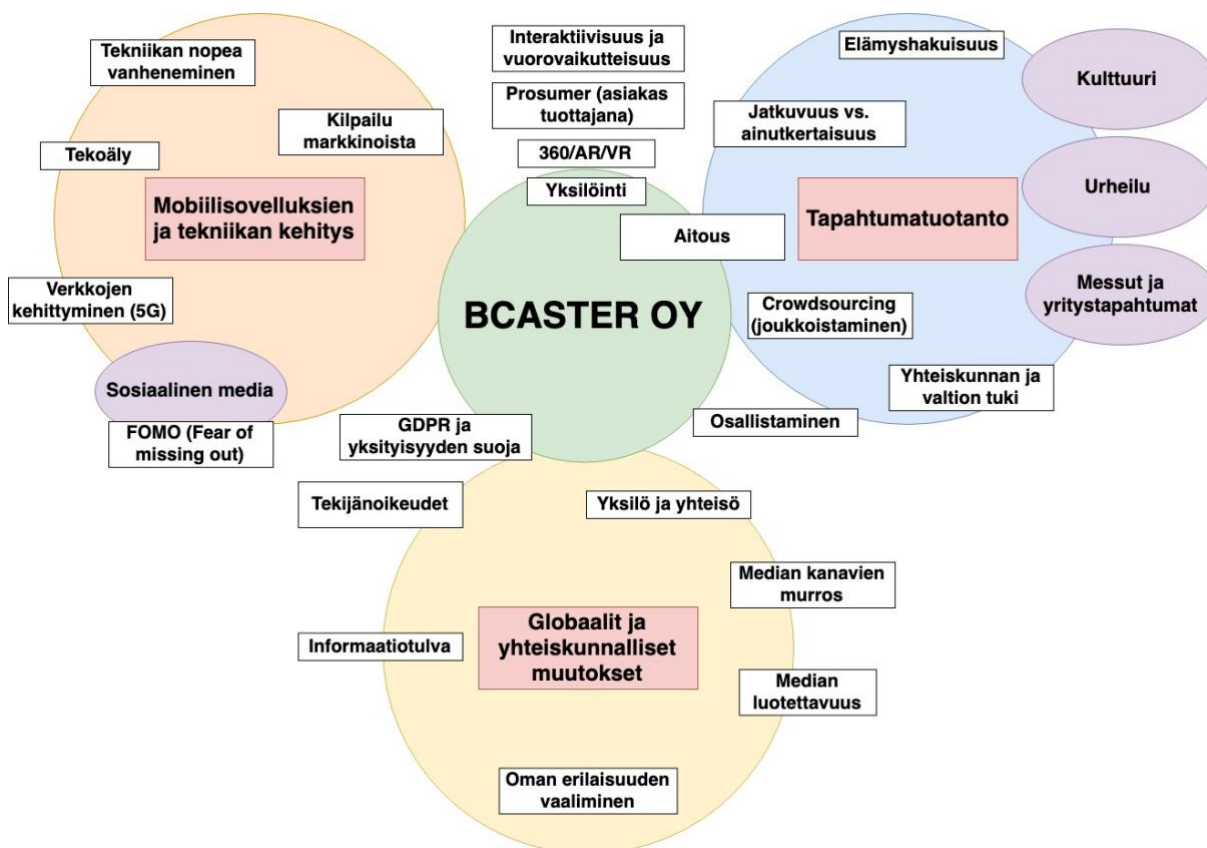 Tekniikan nopea
vanheneminen
Kilpailu
markkinoista
Tekoäly
Mobiilisovelluksien
ja tekniikan kehitys
Verkkojen
kehittyminen (5G)
Sosiaalinen media
FOMO (Fear of
missing out)
Interaktiivisuus ja
vuorovaikutteisuus
Prosumer (asiakas
tuottajana)
360/AR/VR
Yksilöinti
Aitous
BCASTER OY
Elämyshakuisuus
Jatkuvuus vs.
ainutkertaisuus
Tapahtumatuotanto
Kulttuuri
Urheilu
Messut ja
yritystapahtumat
Crowdsourcing
(joukkoistaminen)
Yhteiskunnan ja
valtion tuki
Osallistaminen
GDPR ja
yksityisyyden suoja
Tekijänoikeudet
Yksilö ja yhteisö
Median kanavien
murros
Informaatiotulva
Globaalit ja
yhteiskunnalliset
muutokset
Median
luotettavuus
Oman erilaisuuden
vaaliminen